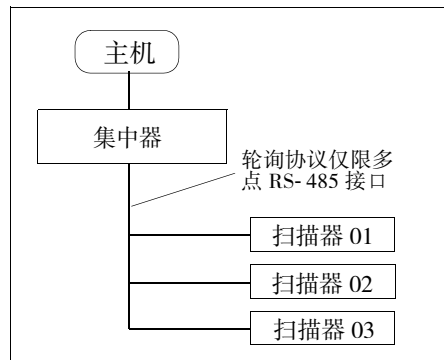 主机
集中器
轮询协议仅限多
点 RS-485 接口
扫描器 01
扫描器 02
扫描器 03